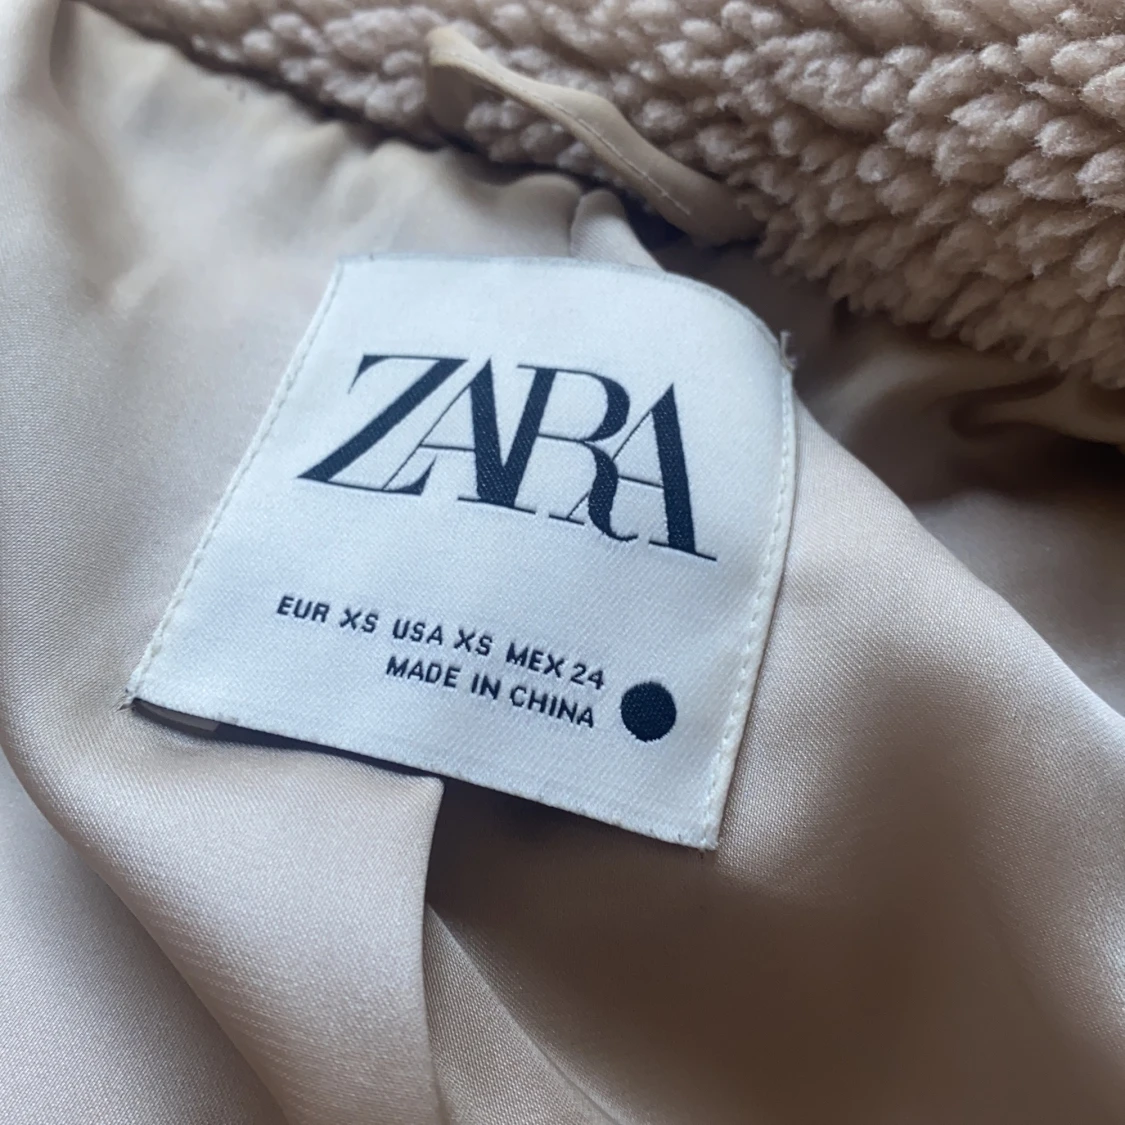 ZARA
EUR XS USA XS MEX 24
MADE IN CHINA